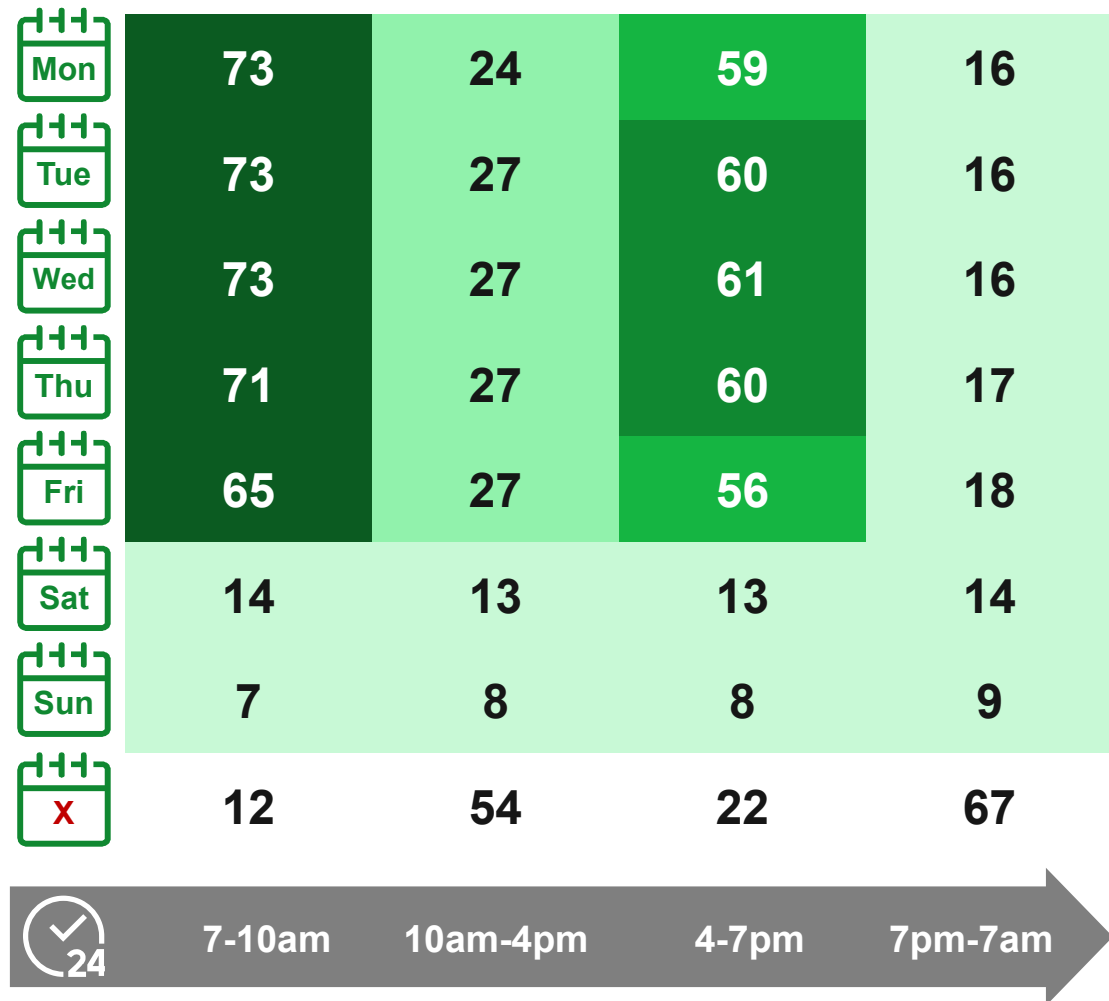 Mon 73 24 59 16
Tue 73 27 60 16
Wed 73 27 61 16
Thu 71 27 60 17
Fri 65 27 56 18
Sat 14 13 13 14
Sun 7 8 8 9
X 12 54 22 67
24 7-10am 10am-4pm 4-7pm 7pm-7am